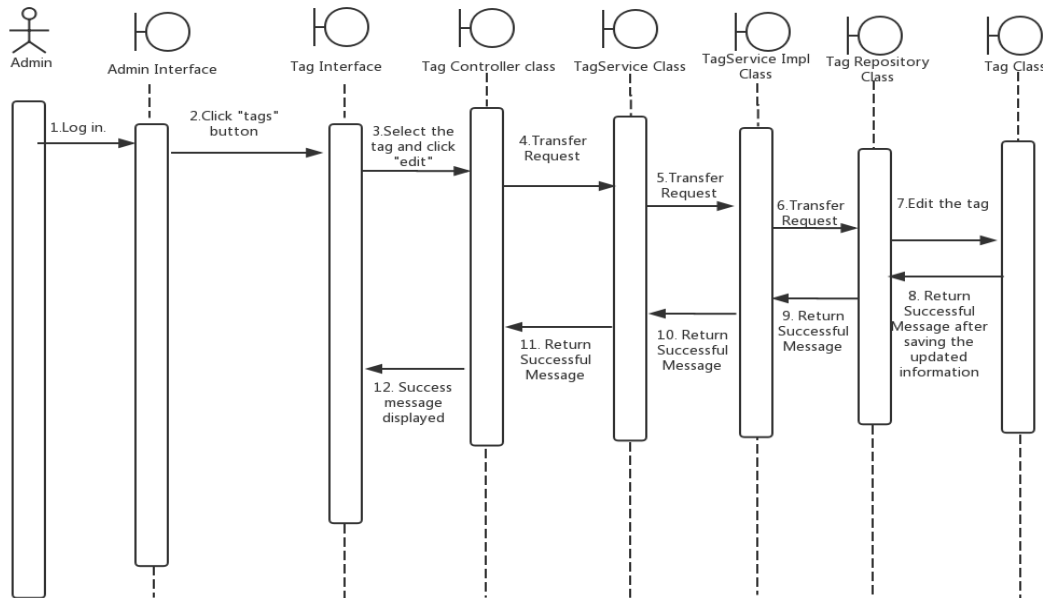 Admin
Admin Interface
Tag Interface
Tag Controller class
TagService Class
TagService Impl
Class
Tag Repository
Class
Tag Class
1.Log in.
2.Click "tags"
button
3.Select the
tag and click
"edit"
4.Transfer
Request
5.Transfer
Request
6.Transfer
Request
7.Edit the tag
8. Return
Successful
Message after
saving the
updated
information
9. Return
Successful
Message
10. Return
Successful
Message
11. Return
Successful
Message
12. Success
message
displayed